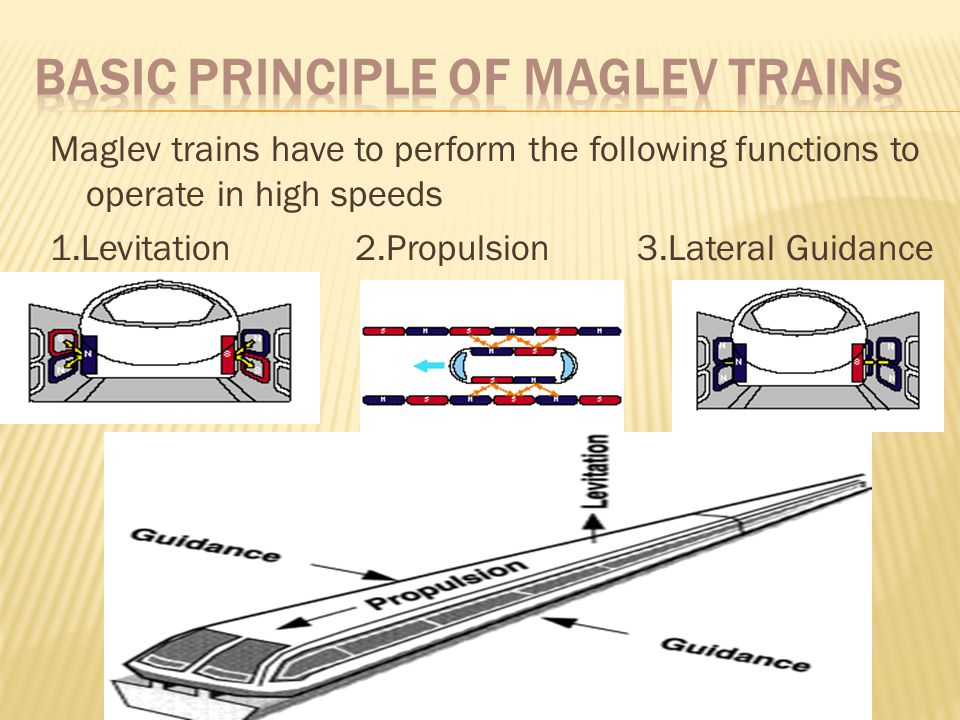 BASIC PRINCIPLE OF MAGLEV TRAINS
Maglev trains have to perform the following functions to
operate in high speeds
1.Levitation 2.Propulsion 3.Lateral Guidance
N S
S N S N S N
N S
S N
N S N S N S
N S
Levitation
Guidance
Propulsion
Guidance